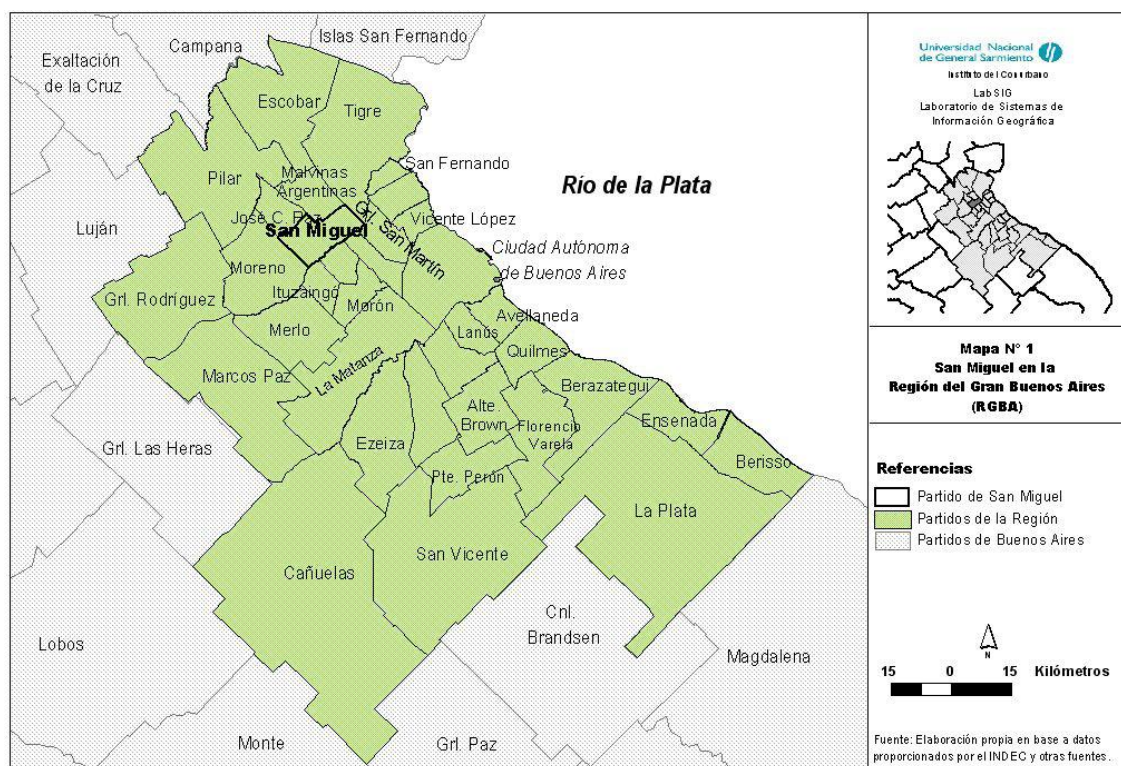 Islas San Fernando
Campana
Exaltación
de la Cruz
Escobar
Tigre
San Fernando
Malvinas
Argentinas
Pilar
Río de la Plata
José C. Paz
Grl. San Martín
Vicente López
San Miguel
Luján
Ciudad Autónoma
de Buenos Aires
Moreno
Ituzaingó
Grl. Rodríguez
Morón
Avellaneda
Merlo
Lanús
Quilmes
La Matanza
Marcos Paz
Berazategui
Alte.
Brown
Florencio
Varela
Ensenada
Ezeiza
Grl. Las Heras
Berisso
Pte. Perón
La Plata
San Vicente
Cañuelas
Cnl.
Brandsen
Lobos
Magdalena
Monte
Grl. Paz
Universidad Nacional
de General Sarmiento
Instituto del Conurbano
LabSIG
Laboratorio de Sistemas de
Información Geográfica
Mapa N° 1
San Miguel en la
Región del Gran Buenos Aires
(RGBA)
Referencias
Partido de San Miguel
Partidos de la Región
Partidos de Buenos Aires
N
15 0 15 Kilómetros
Fuente: Elaboración propia en base a datos
proporcionados por el INDEC y otras fuentes.